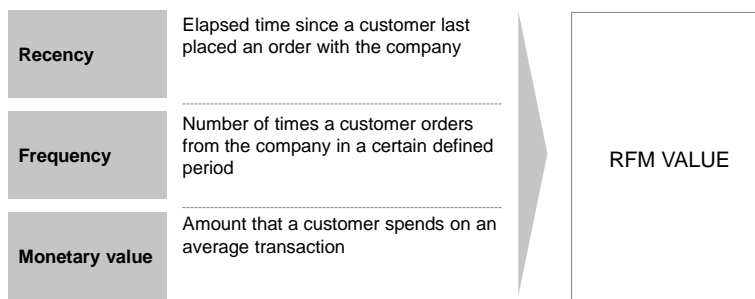 Recency
Elapsed time since a customer last
placed an order with the company
Frequency
Number of times a customer orders
from the company in a certain defined
period
Monetary value
Amount that a customer spends on an
average transaction
RFM VALUE